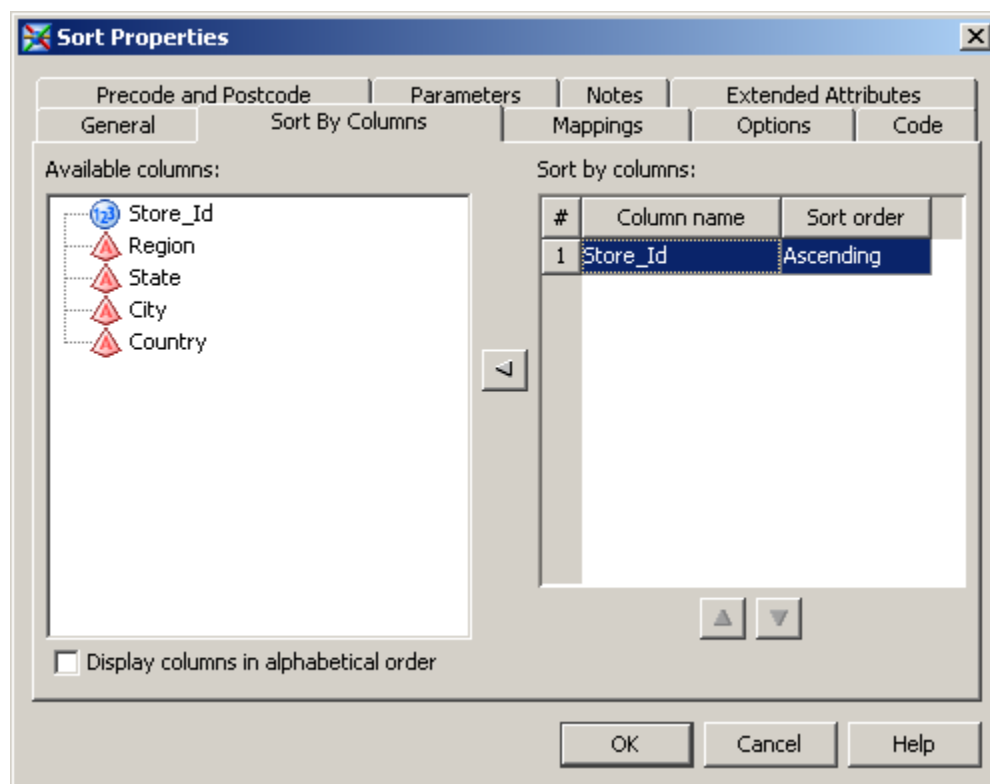 Sort Properties
Precode and Postcode Parameters Notes Extended Attributes
General Sort By Columns Mappings Options Code
Available columns: Sort by columns:
# Column name Sort order
1 Store_Id Ascending
123 Store_Id
A Region
A State
A City
A Country
Display columns in alphabetical order
OK Cancel Help